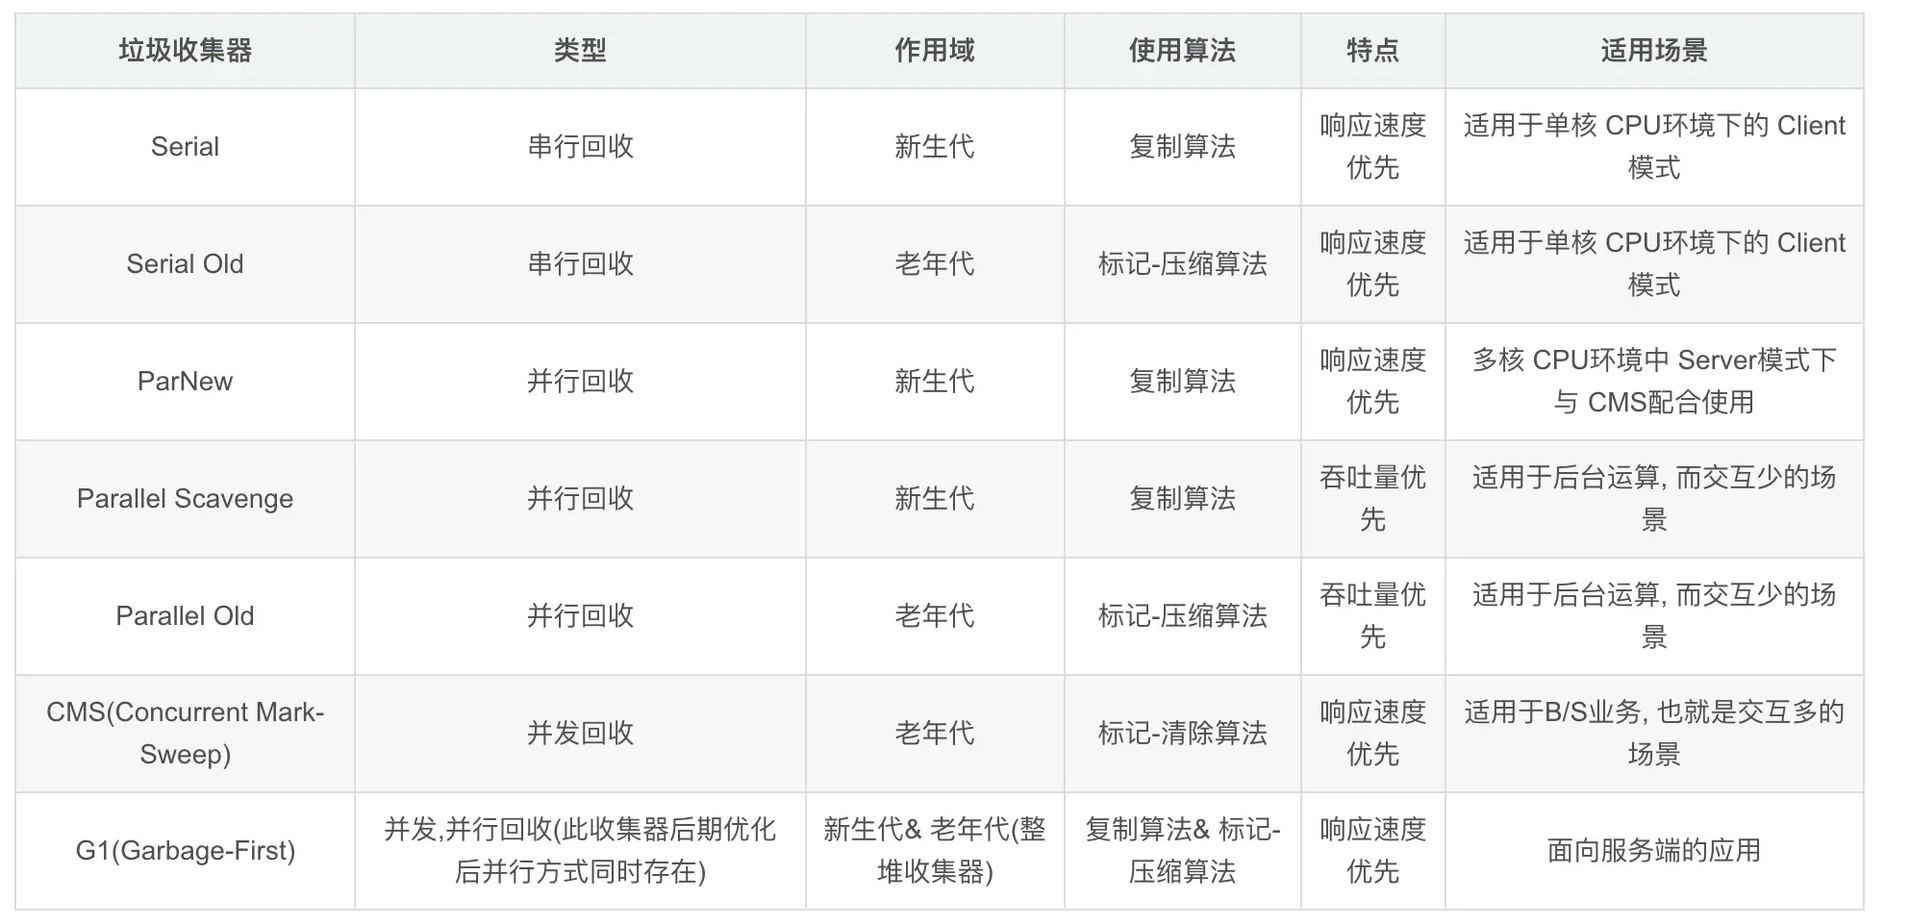 垃圾收集器 类型 作用域 使用算法 特点 适用场景
Serial 串行回收 新生代 复制算法 响应速度 适用于单核 CPU环境下的 Client
优先 模式
Serial Old 串行回收 老年代 标记-压缩算法 响应速度 适用于单核 CPU环境下的 Client
优先 模式
ParNew 并行回收 新生代 复制算法 响应速度 多核 CPU环境中 Server模式下
优先 与 CMS配合使用
Parallel Scavenge 并行回收 新生代 复制算法 吞吐量优 适用于后台运算, 而交互少的场
先 景
Parallel Old 并行回收 老年代 标记-压缩算法 吞吐量优 适用于后台运算, 而交互少的场
先 景
CMS(Concurrent Mark- 并发回收 老年代 标记-清除算法 响应速度 适用于B/S业务, 也就是交互多的
Sweep) 优先 场景
G1(Garbage-First) 并发,并行回收(此收集器后期优化 新生代& 老年代(整 复制算法& 标记- 响应速度 面向服务端的应用
后并行方式同时存在) 堆收集器) 压缩算法 优先